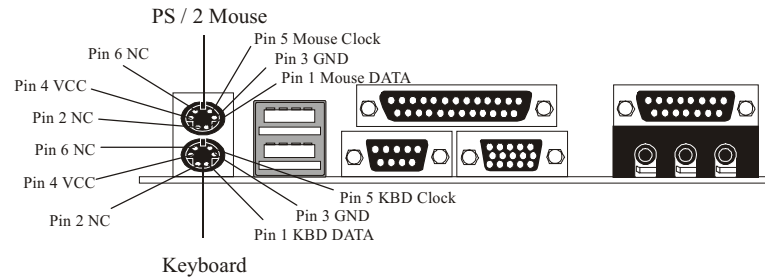 PS / 2 Mouse
Pin 5 Mouse Clock
Pin 6 NC
Pin 3 GND
Pin 1 Mouse DATA
Pin 4 VCC
Pin 2 NC
Pin 6 NC
Pin 4 VCC
Pin 5 KBD Clock
Pin 2 NC
Pin 3 GND
Pin 1 KBD DATA
Keyboard